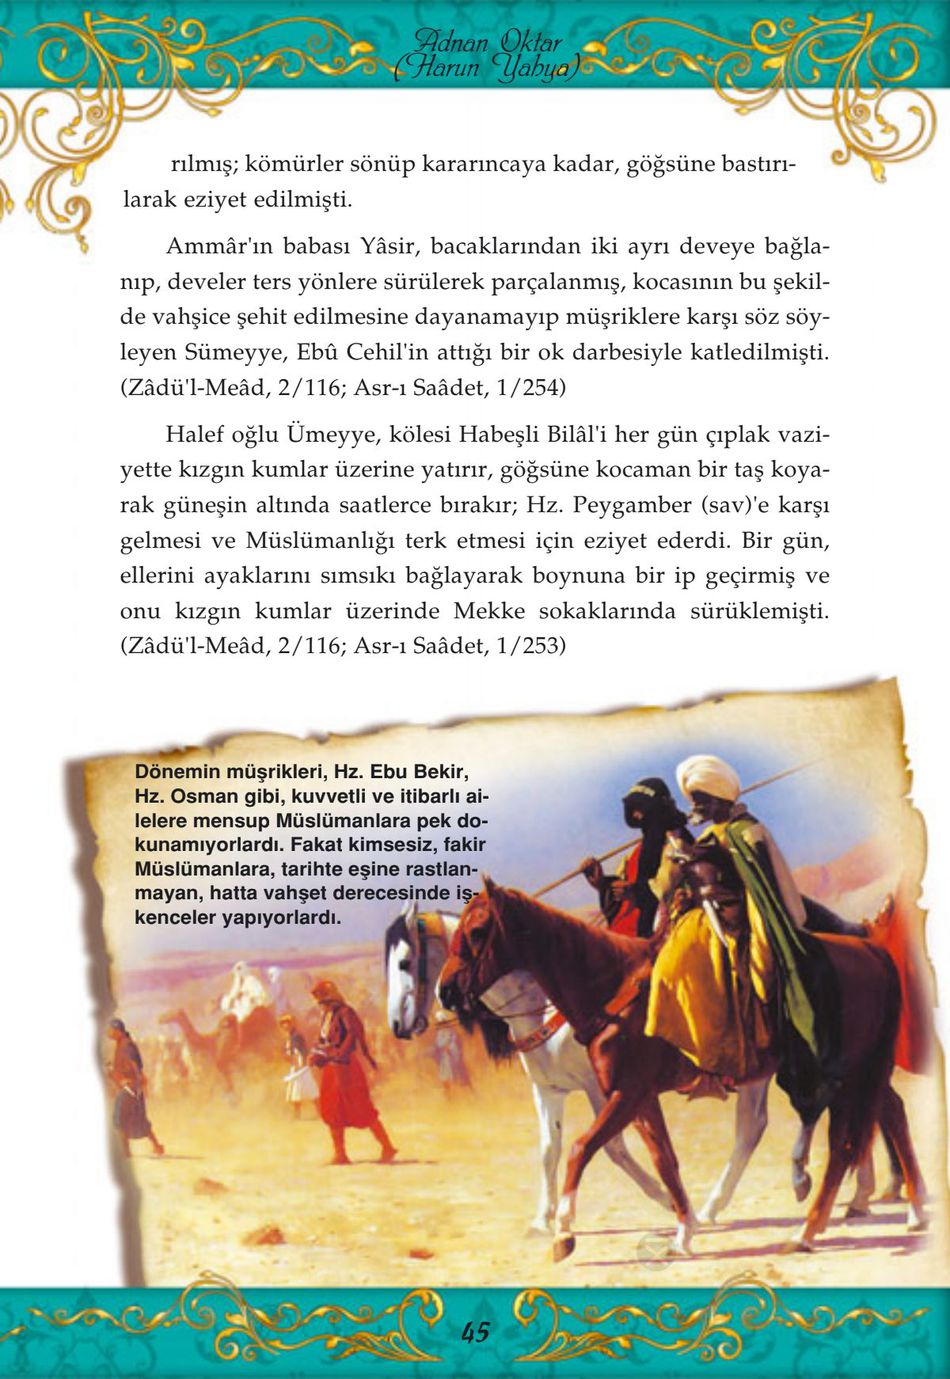 Adnan Oktar
(Harun Yahya)
rılmış; kömürler sönüp kararıncaya kadar, göğsüne bastırı-
larak eziyet edilmişti.
Ammâr'ın babası Yâsir, bacaklarından iki ayrı deveye bağla-
nıp, develer ters yönlere sürülerek parçalanmış, kocasının bu şekil-
de vahşice şehit edilmesine dayanamayıp müşriklere karşı söz söy-
leyen Sümeyye, Ebû Cehil'in attığı bir ok darbesiyle katledilmişti.
(Zâdü'l-Meâd, 2/116; Asr-ı Saâdet, 1/254)
Halef oğlu Ümeyye, kölesi Habeşli Bilâl'i her gün çıplak vazi-
yette kızgın kumlar üzerine yatırır, göğsüne kocaman bir taş koya-
rak güneşin altında saatlerce bırakır; Hz. Peygamber (sav)'e karşı
gelmesi ve Müslümanlığı terk etmesi için eziyet ederdi. Bir gün,
ellerini ayaklarını sımsıkı bağlayarak boynuna bir ip geçirmiş ve
onu kızgın kumlar üzerinde Mekke sokaklarında sürüklemişti.
(Zâdü'l-Meâd, 2/116; Asr-ı Saâdet, 1/253)
Dönemin müşrikleri, Hz. Ebu Bekir,
Hz. Osman gibi, kuvvetli ve itibarlı ai-
lelere mensup Müslümanlara pek do-
kunamıyorlardı. Fakat kimsesiz, fakir
Müslümanlara, tarihte eşine rastlan-
mayan, hatta vahşet derecesinde iş-
kenceler yapıyorlardı.
45